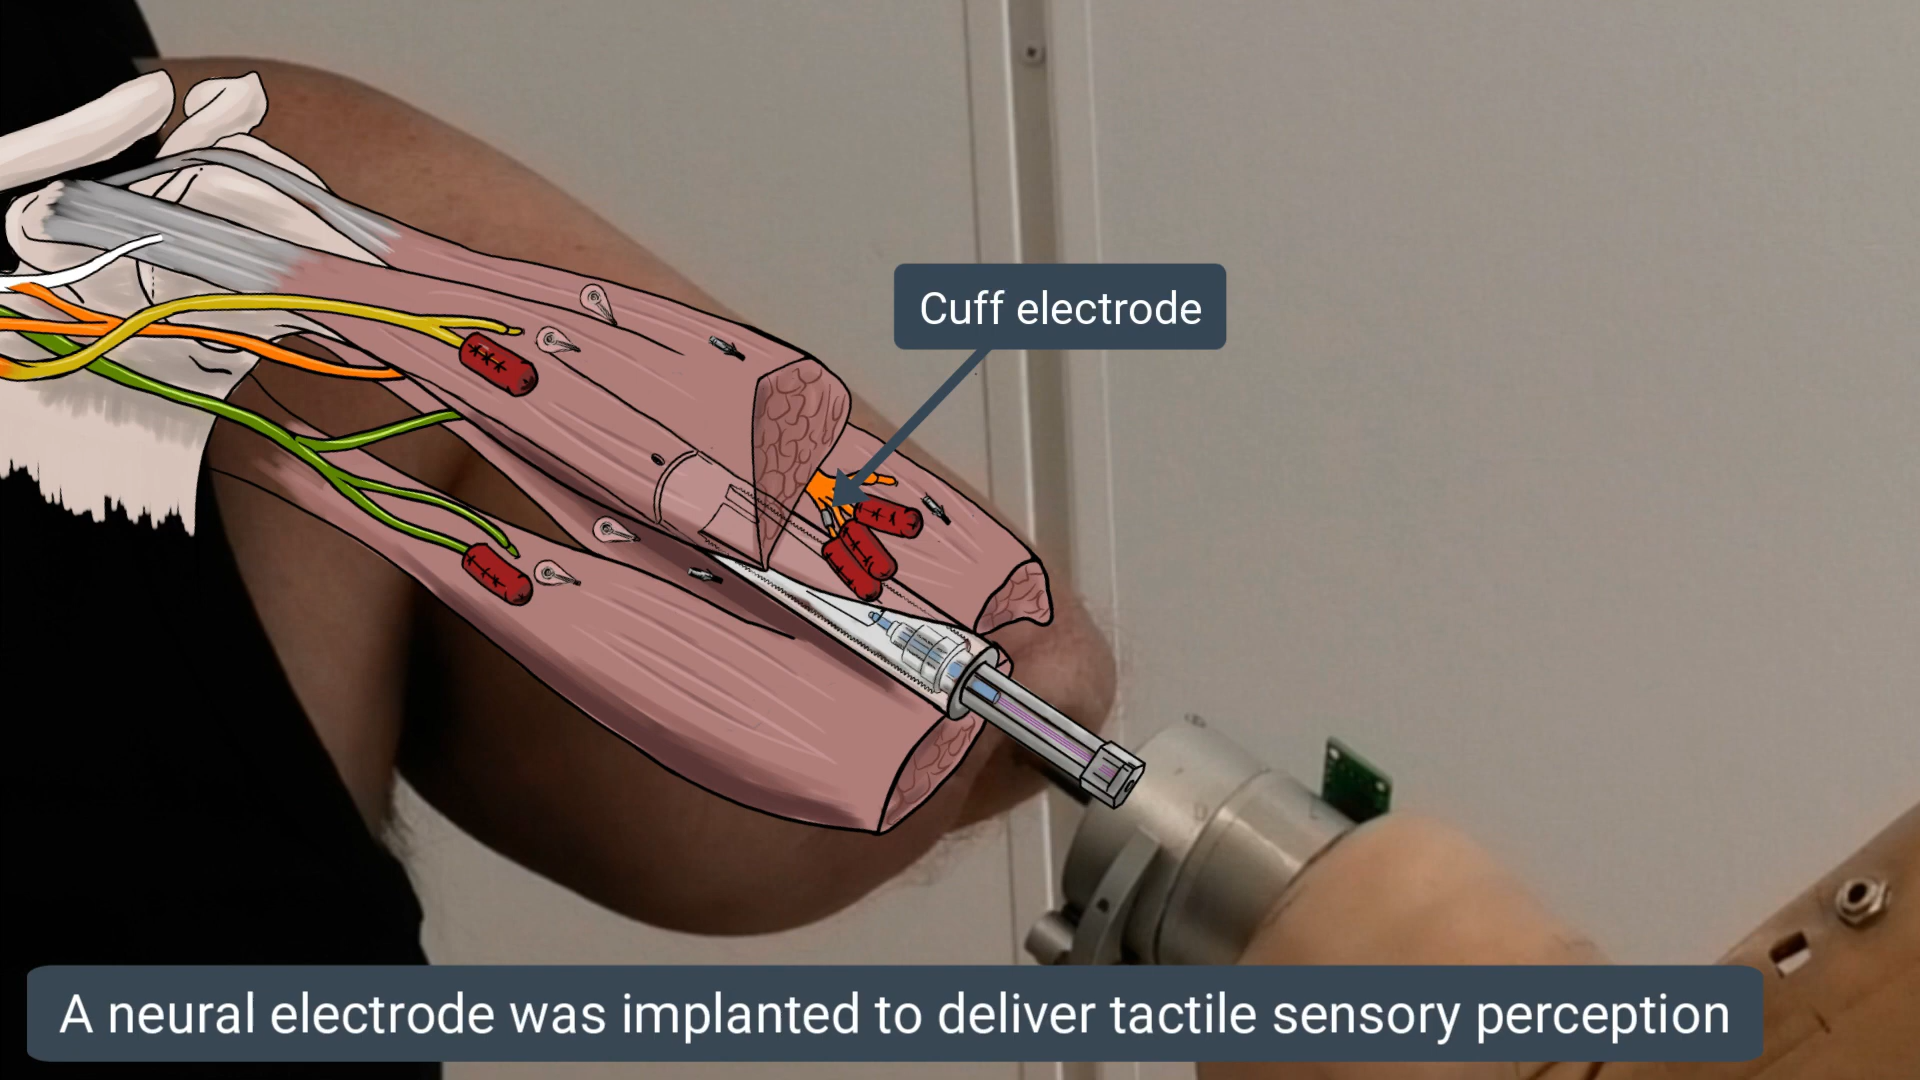 Cuff electrode
A neural electrode was implanted to deliver tactile sensory perception